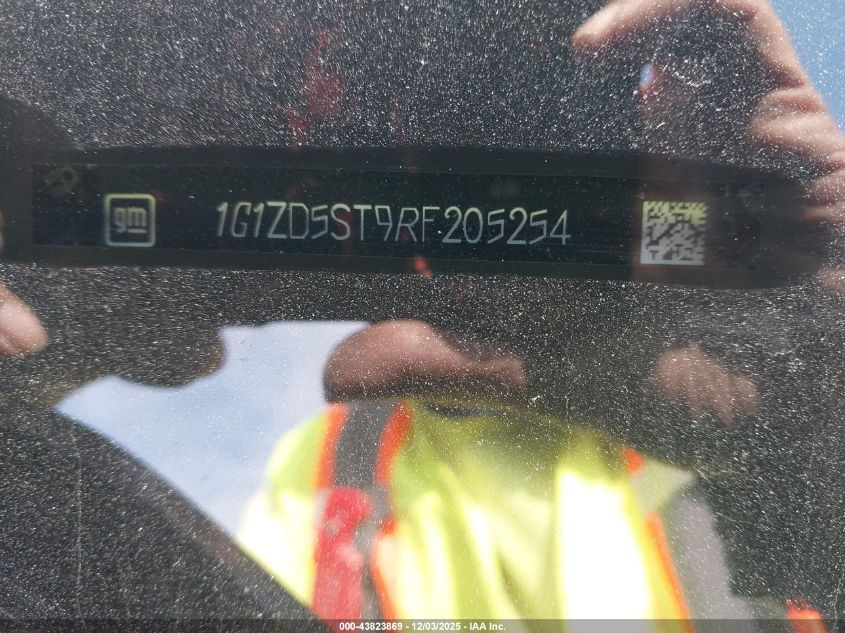 gm 1G1ZD5ST9RF205254
000-43823869 • 12/03/2025 - IAA Inc.